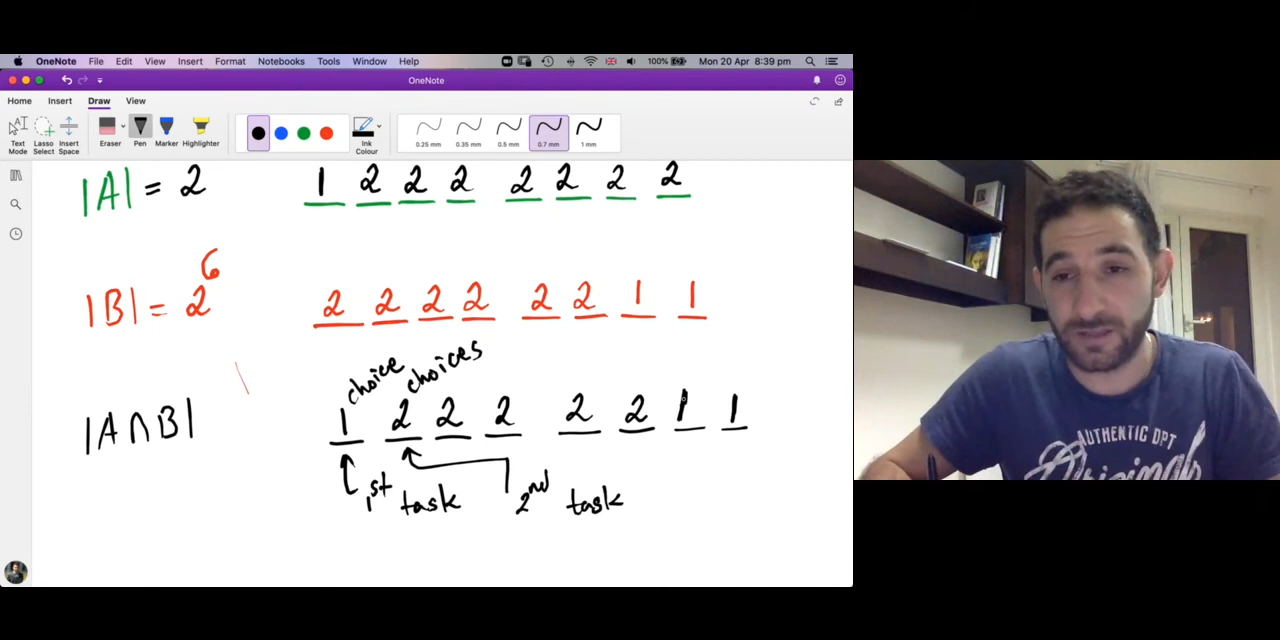 OneNote File Edit View Insert Format Notebooks Tools Window Help 100% Mon 20 Apr 8:39 pm
OneNote
Home Insert Draw View
Text Mode Lasso Select Insert Space Eraser Pen Marker Highlighter Ink Colour 0.25 mm 0.35 mm 0.5 mm 0.7 mm 1 mm
|A| = 2 1 2 2 2 2 2 2 2
|B| = 2^6 2 2 2 2 2 2 1 1
choice choices
|A ∩ B| 1 2 2 2 2 2 1 1
1st task 2nd task
AUTHENTIC DPT
Originals